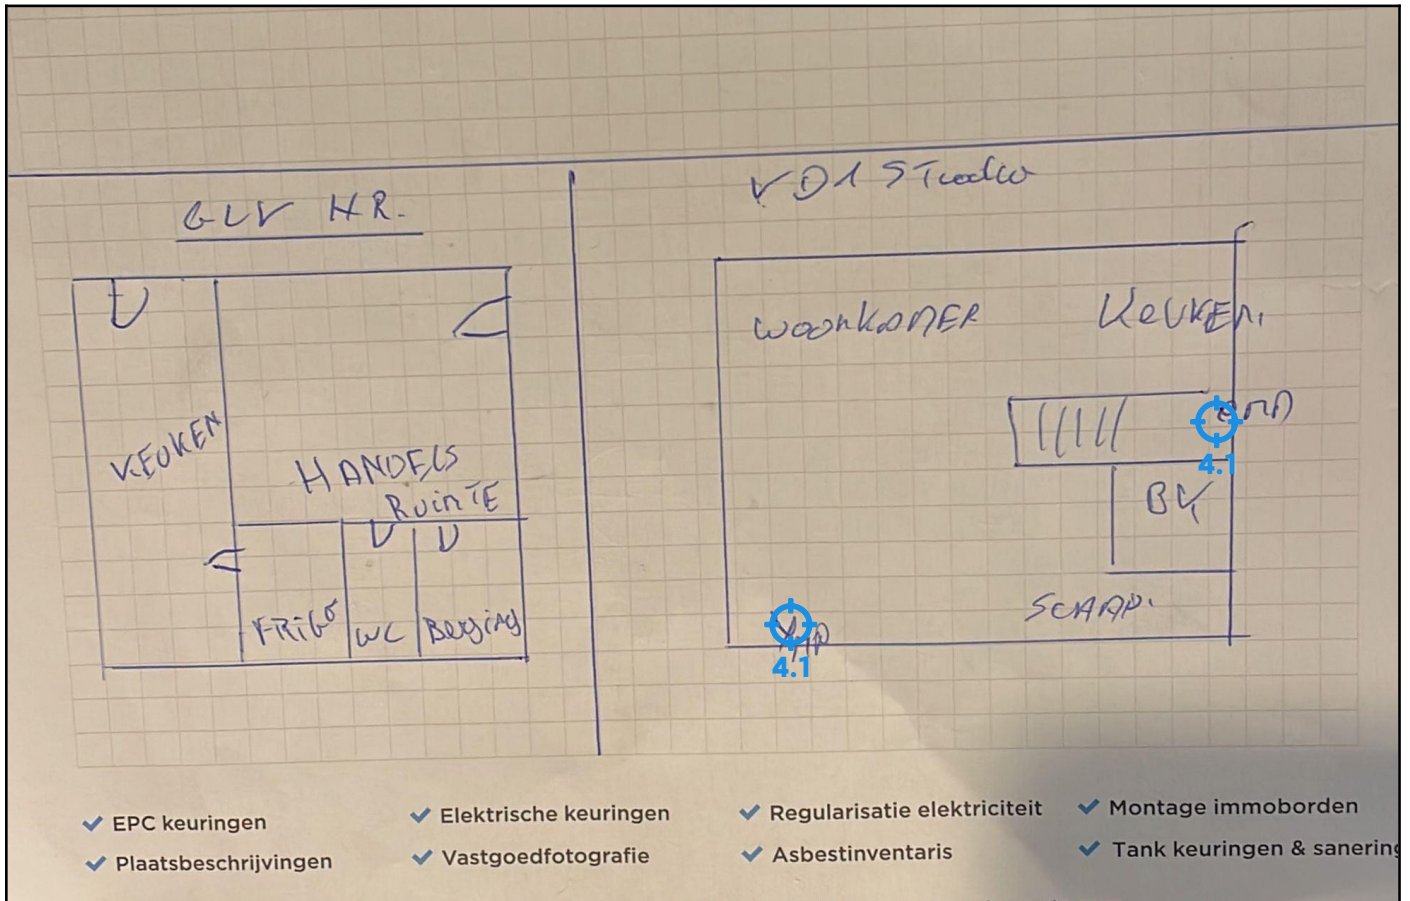 GLV HR.
VD1 Studio
KEUKEN
HANDELS
RUINTE
FRIGO
WC
Berging
WOONKAMER
KEUKEN.
4.1
BK
SCHAP.
4.1
EPC keuringen
Elektrische keuringen
Regularisatie elektriciteit
Montage immoborden
Plaatsbeschrijvingen
Vastgoedfotografie
Asbestinventaris
Tank keuringen & sanering